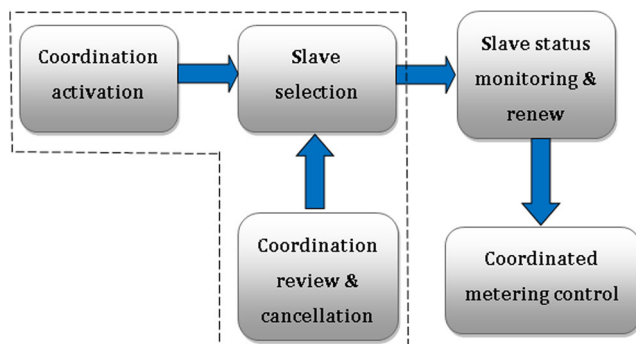 Coordination
activation
Slave
selection
Slave status
monitoring &
renew
Coordination
review &
cancellation
Coordinated
metering control